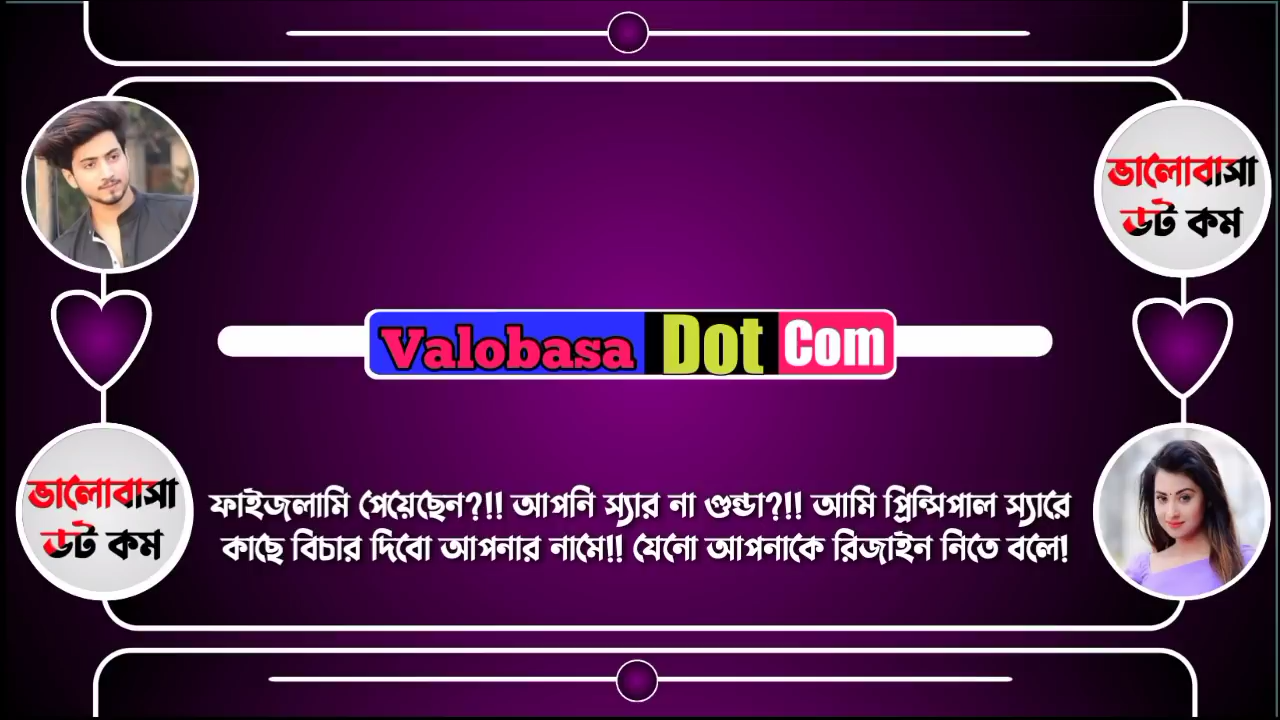 ভালোবাসা
ডট কম
Valobasa Dot Com
ভালোবাসা
ডট কম
ফাইজলামি পেয়েছেন?!! আপনি স্যার না গুন্ডা?!! আমি প্রিন্সিপাল স্যারে
কাছে বিচার দিবো আপনার নামে!! যেনো আপনাকে রিজাইন নিতে বলে!